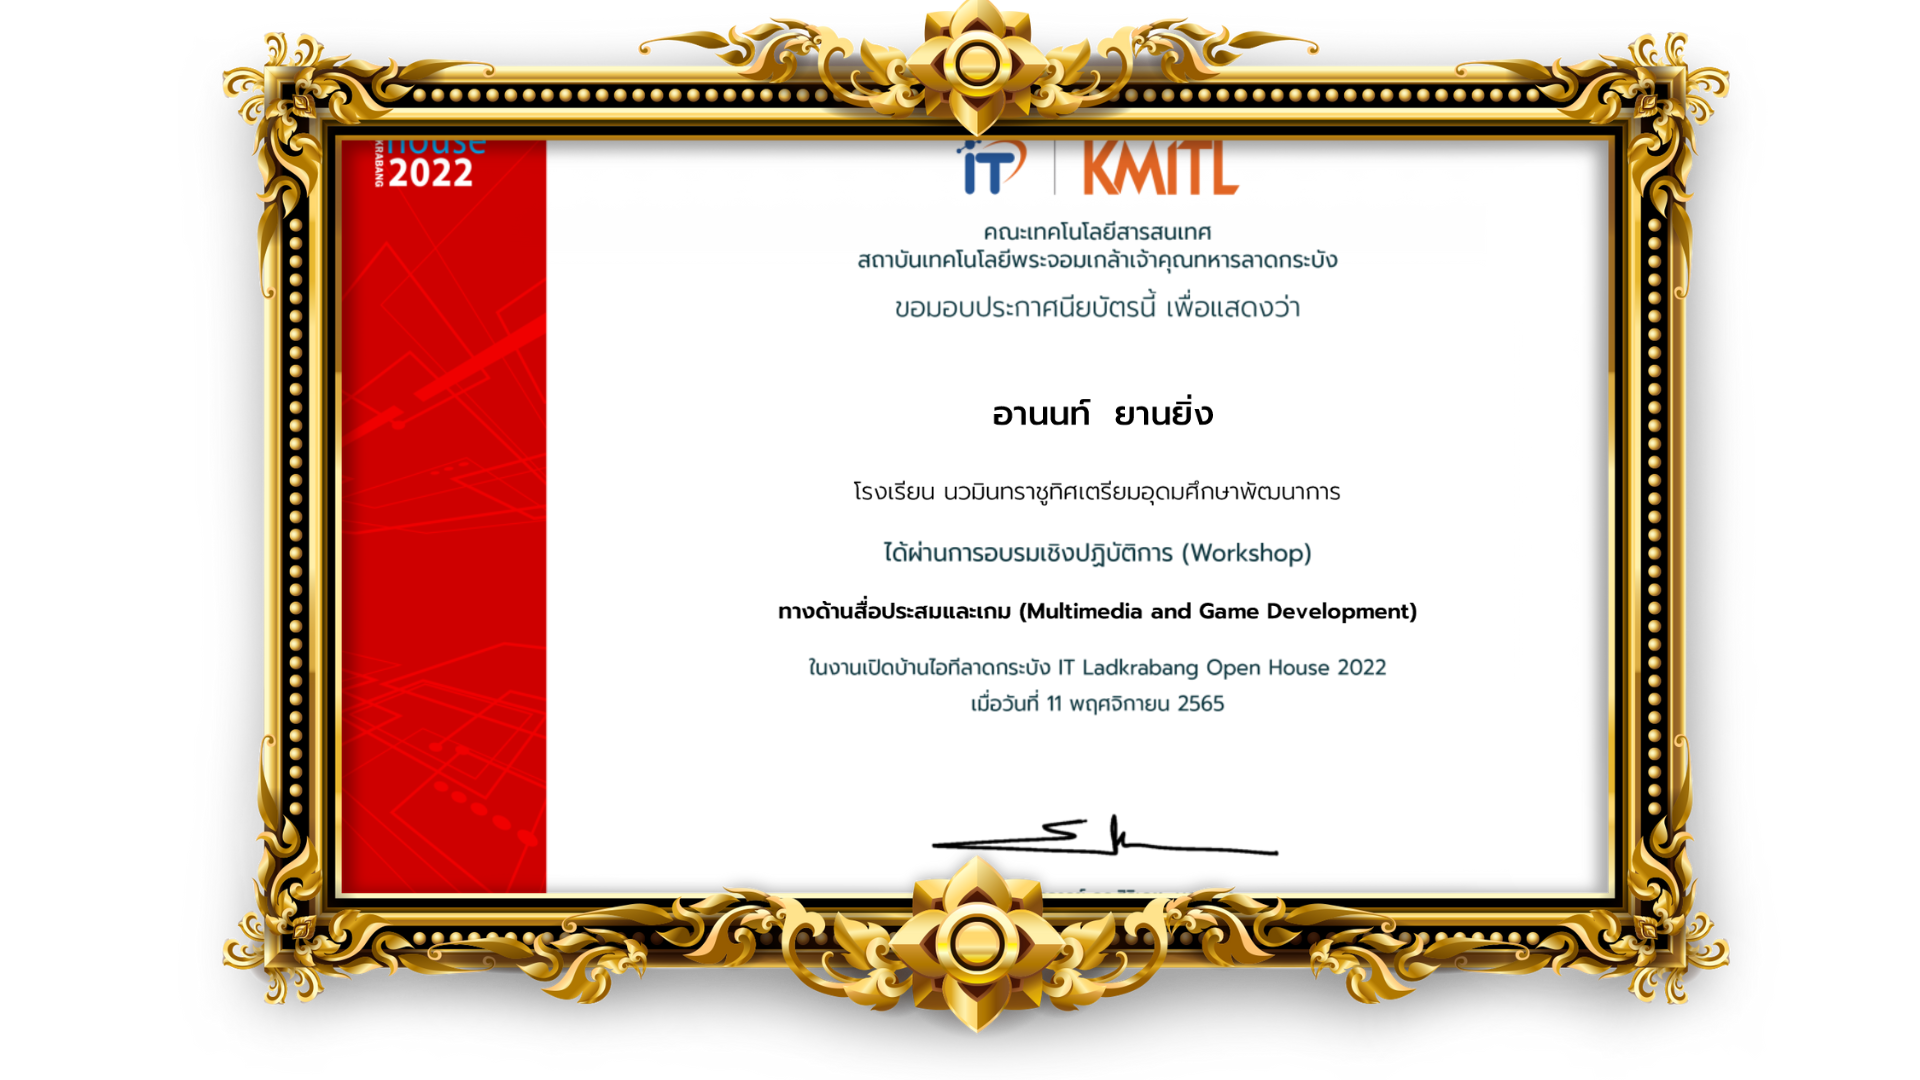 House
KRABANG
2022
iT KMITL
คณะเทคโนโลยีสารสนเทศ
สถาบันเทคโนโลยีพระจอมเกล้าเจ้าคุณทหารลาดกระบัง
ขอมอบประกาศนียบัตรนี้ เพื่อแสดงว่า
อานนท์ ยานยิ่ง
โรงเรียน นวมินทราชูทิศเตรียมอุดมศึกษาพัฒนาการ
ได้ผ่านการอบรมเชิงปฏิบัติการ (Workshop)
ทางด้านสื่อประสมและเกม (Multimedia and Game Development)
ในงานเปิดบ้านไอทีลาดกระบัง IT Ladkrabang Open House 2022
เมื่อวันที่ 11 พฤศจิกายน 2565